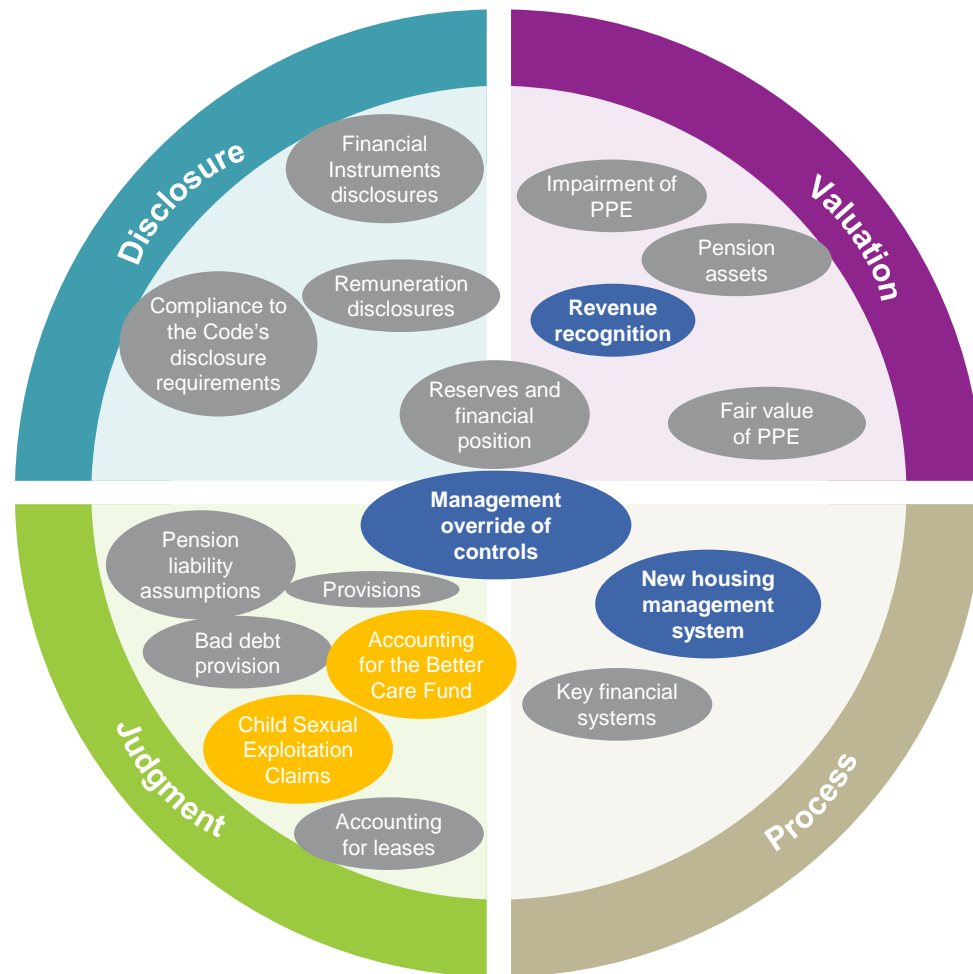 Disclosure
Financial
Instruments
disclosures
Remuneration
disclosures
Compliance to
the Code's
disclosure
requirements
Reserves and
financial
position
Valuation
Impairment of
PPE
Pension
assets
Revenue
recognition
Fair value
of PPE
Management
override of
controls
Judgment
Pension
liability
assumptions
Provisions
Bad debt
provision
Accounting
for the Better
Care Fund
Child Sexual
Exploitation
Claims
Accounting
for leases
Process
New housing
management
system
Key financial
systems